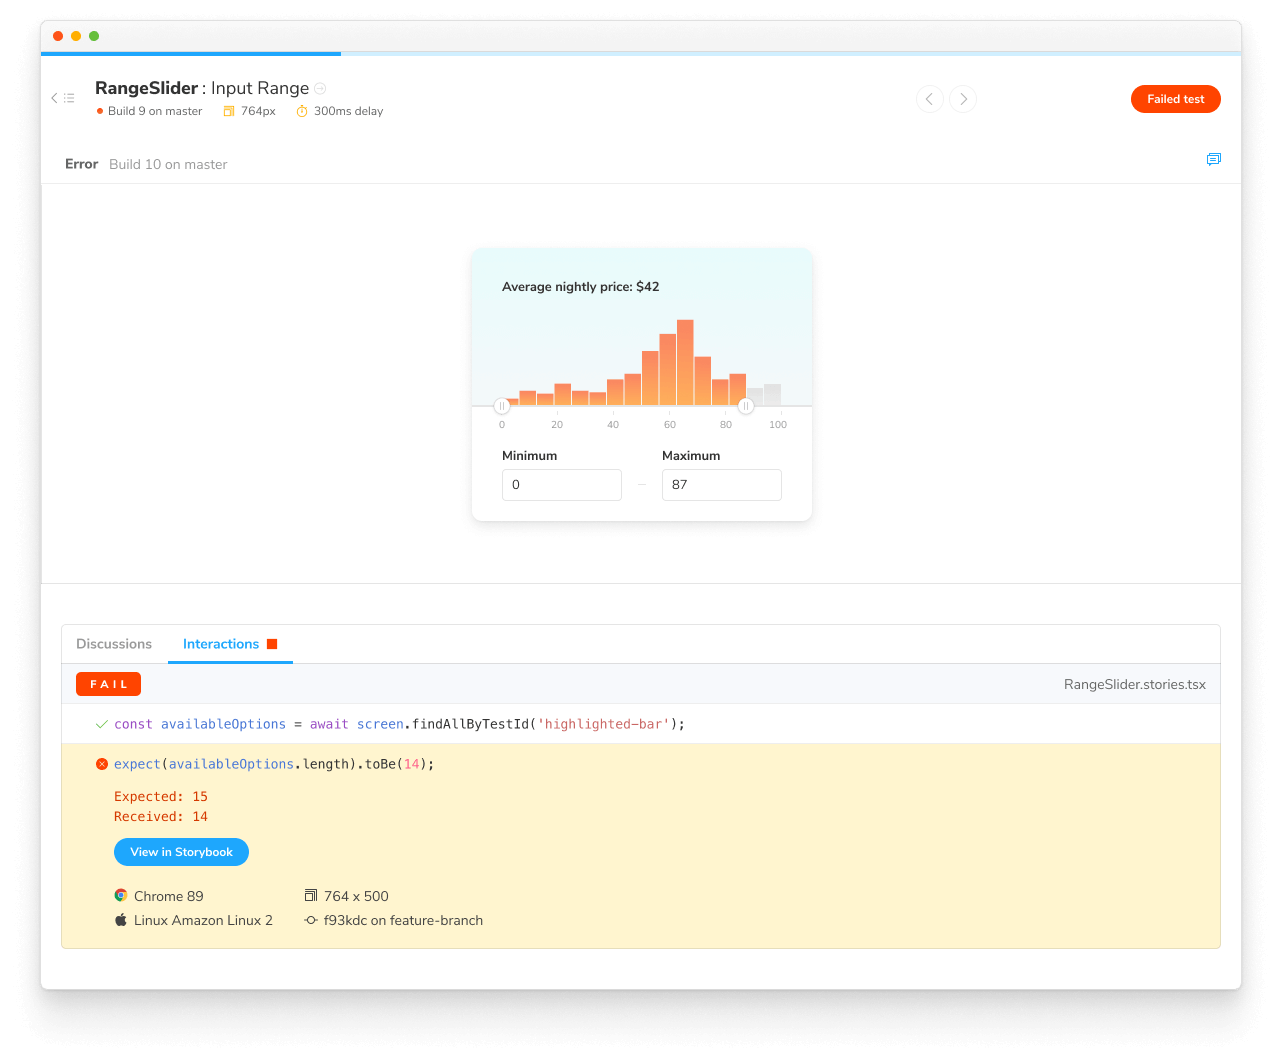 RangeSlider : Input Range
Build 9 on master 764px 300ms delay
Failed test
Error Build 10 on master
Average nightly price: $42
0 20 40 60 80 100
Minimum Maximum
0 – 87
Discussions Interactions
FAIL RangeSlider.stories.tsx
const availableOptions = await screen.findAllByTestId('highlighted-bar');
expect(availableOptions.length).toBe(14);
Expected: 15
Received: 14
View in Storybook
Chrome 89 764 x 500
Linux Amazon Linux 2 f93kdc on feature-branch